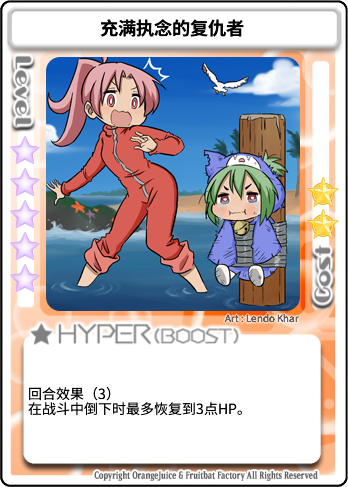 充满执念的复仇者
Level
Cost
Art : Lendo Khar
HYPER(BOOST)
回合效果（3）
在战斗中倒下时最多恢复到3点HP。
Copyright OrangeJuice & Fruitbat Factory All Rights Reserved